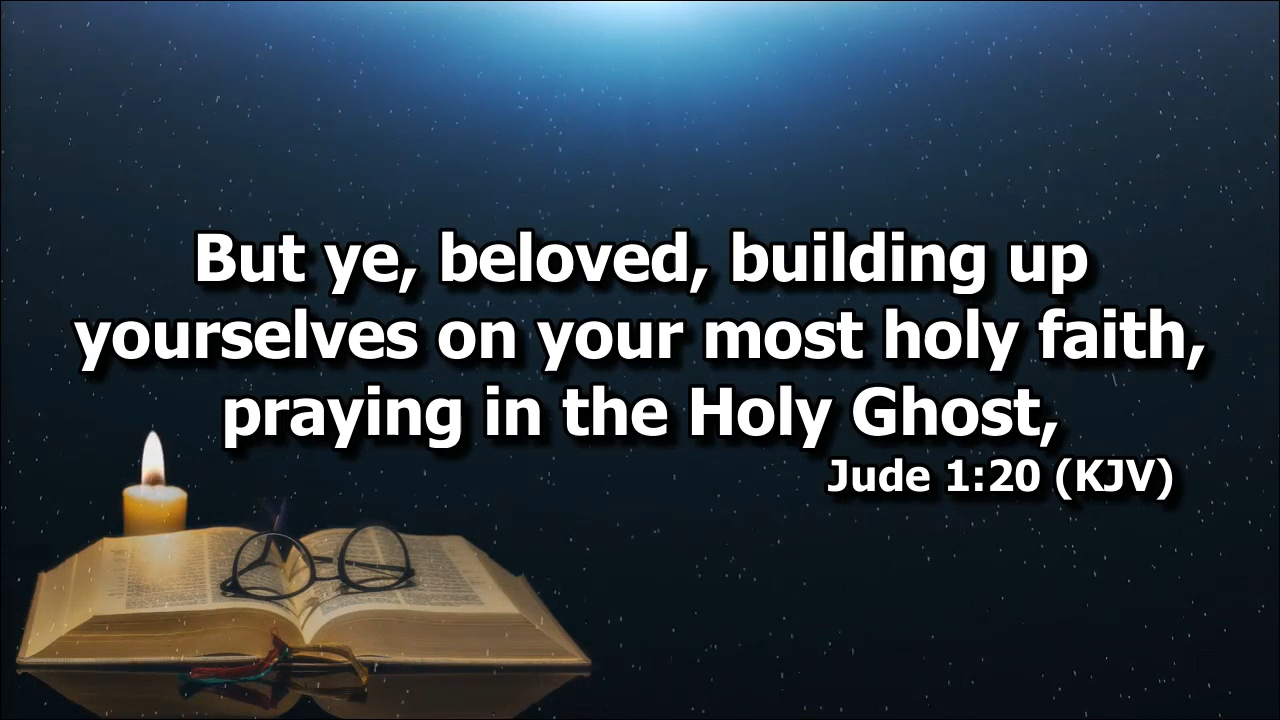 But ye, beloved, building up
yourselves on your most holy faith,
praying in the Holy Ghost,
Jude 1:20 (KJV)